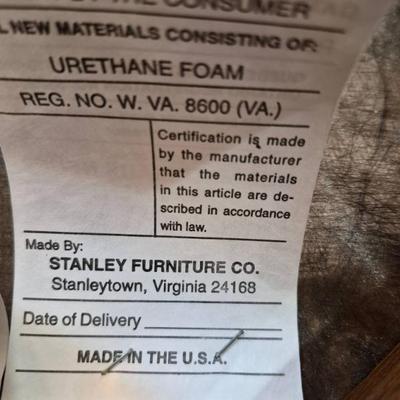 THE CONSUMER
NEW MATERIALS CONSISTING OF:
URETHANE FOAM
REG. NO. W. VA. 8600 (VA.)
Certification is made
by the manufacturer
that the materials
in this article are de-
scribed in accordance
with law.
Made By:
STANLEY FURNITURE CO.
Stanleytown, Virginia 24168
Date of Delivery
MADE IN THE U.S.A.